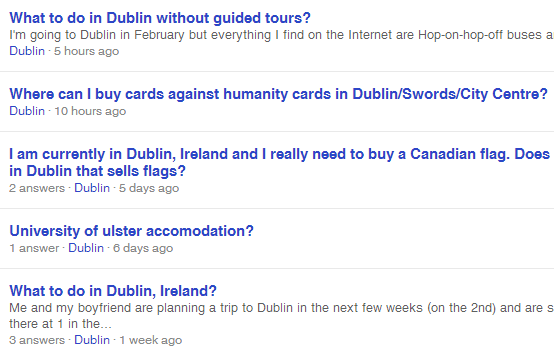 What to do in Dublin without guided tours?
I'm going to Dublin in February but everything I find on the Internet are Hop-on-hop-off buses a
Dublin · 5 hours ago
Where can I buy cards against humanity cards in Dublin/Swords/City Centre?
Dublin · 10 hours ago
I am currently in Dublin, Ireland and I really need to buy a Canadian flag. Does
in Dublin that sells flags?
2 answers · Dublin · 5 days ago
University of ulster accomodation?
1 answer · Dublin · 6 days ago
What to do in Dublin, Ireland?
Me and my boyfriend are planning a trip to Dublin in the next few weeks (on the 2nd) and are s
there at 1 in the...
3 answers · Dublin · 1 week ago